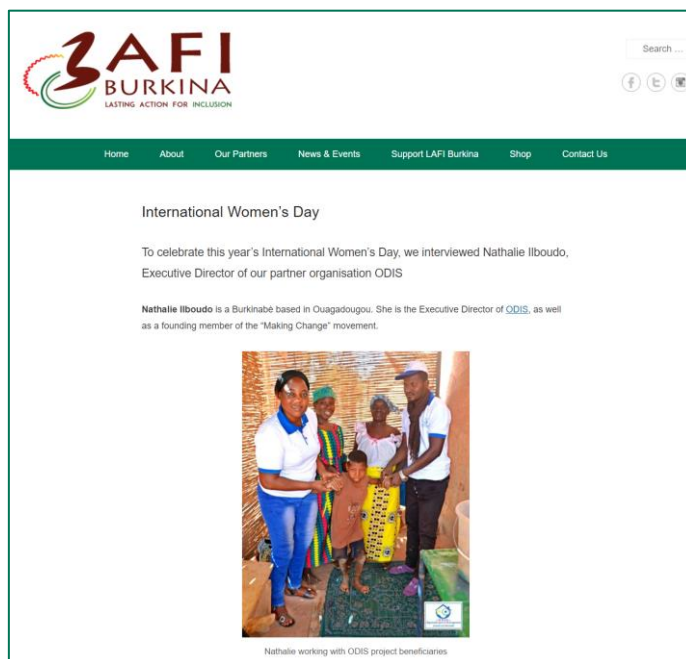 LAFI
BURKINA
LASTING ACTION FOR INCLUSION
Search …
Home About Our Partners News & Events Support LAFI Burkina Shop Contact Us
International Women's Day
To celebrate this year's International Women's Day, we interviewed Nathalie Ilboudo,
Executive Director of our partner organisation ODIS
Nathalie Ilboudo is a Burkinabé based in Ouagadougou. She is the Executive Director of ODIS, as well
as a founding member of the "Making Change" movement.
Nathalie working with ODIS project beneficiaries